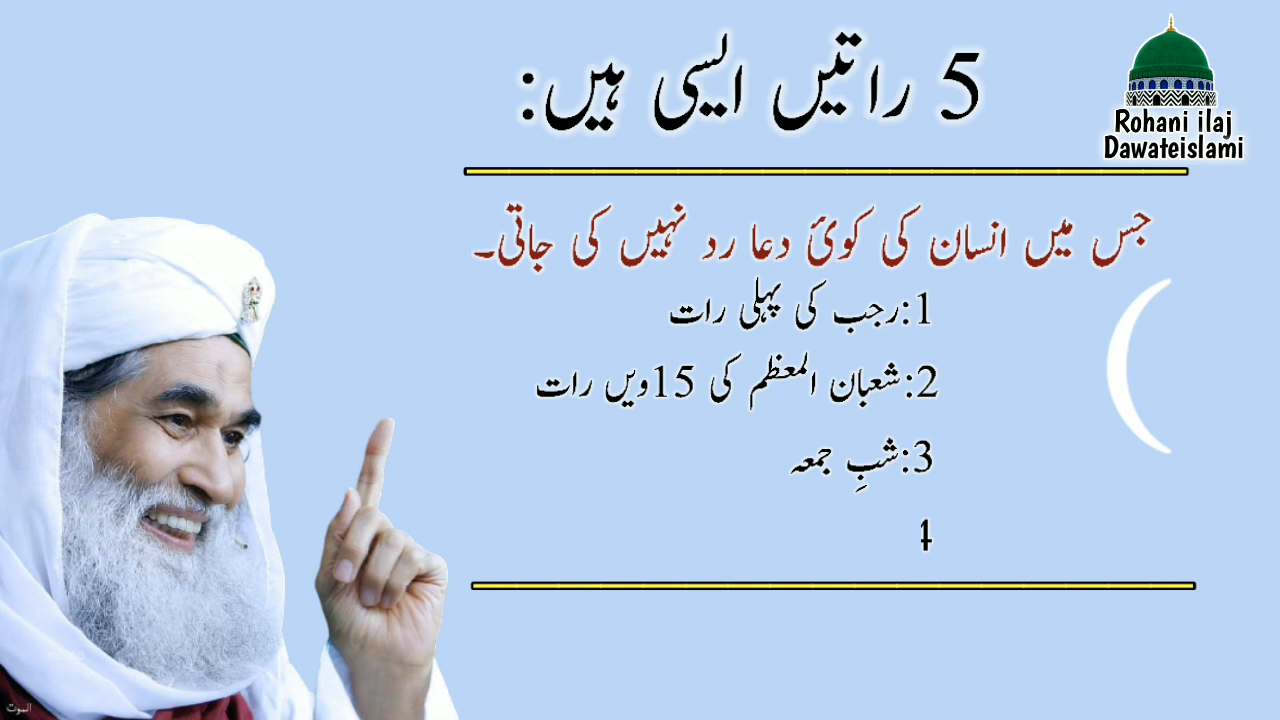 5 راتیں ایسی ہیں:
Rohani ilaj
Dawateislami
جس میں انسان کی کوئ دعا رد نہیں کی جاتی۔
1:رجب کی پہلی رات
2:شعبان المعظم کی 15ویں رات
3:شبِ جمعہ
الموت